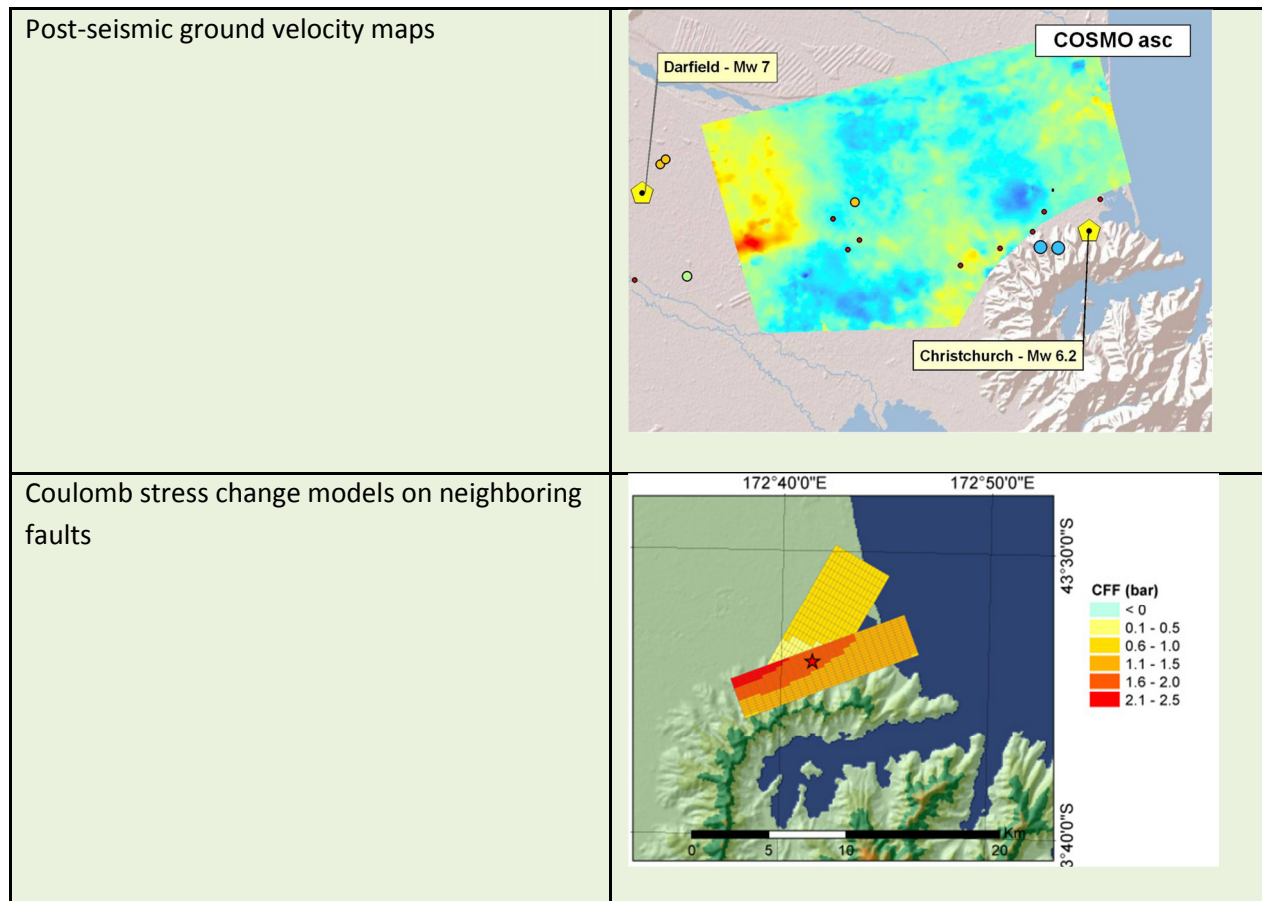 Post-seismic ground velocity maps
COSMO asc
Darfield - Mw 7
Christchurch - Mw 6.2
Coulomb stress change models on neighboring
faults
172°40'0"E
172°50'0"E
43°30'0"S
CFF (bar)
< 0
0.1 - 0.5
0.6 - 1.0
1.1 - 1.5
1.6 - 2.0
2.1 - 2.5
Km
0 5 10 20
3°40'0"S